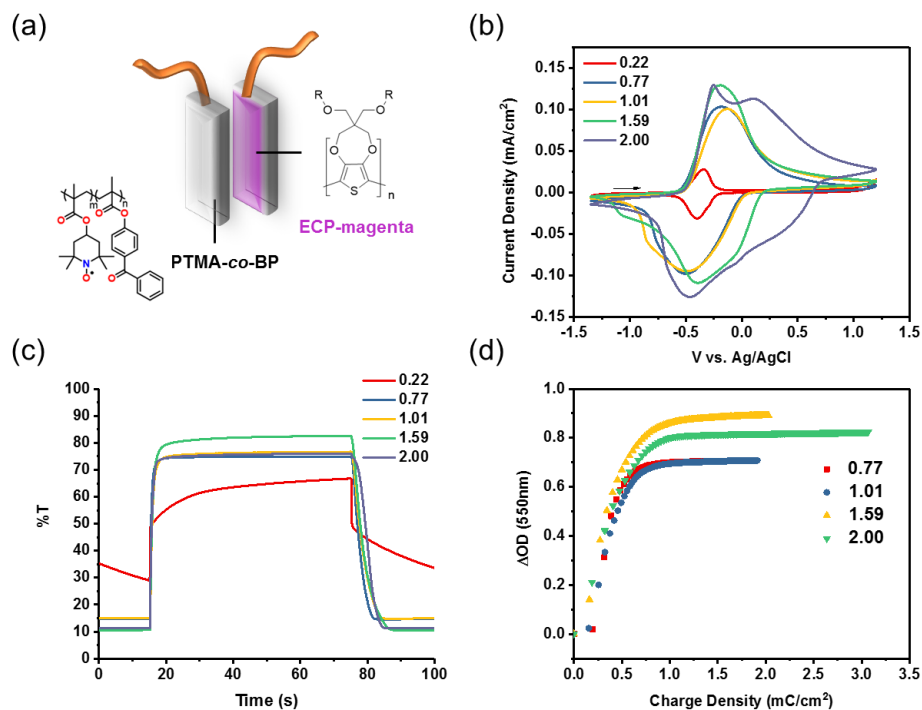 (a)
R
R
O
O
O
O
S
n
ECP-magenta
PTMA-co-BP
m
n
O
O
O
O
N
O
O
(b)
0.22
0.77
1.01
1.59
2.00
Current Density (mA/cm²)
0.15
0.10
0.05
0.00
-0.05
-0.10
-0.15
-1.5 -1.0 -0.5 0.0 0.5 1.0 1.5
V vs. Ag/AgCl
(c)
0.22
0.77
1.01
1.59
2.00
%T
100
90
80
70
60
50
40
30
20
10
0
0 20 40 60 80 100
Time (s)
(d)
0.77
1.01
1.59
2.00
ΔOD (550nm)
1.0
0.8
0.6
0.4
0.2
0.0
0.0 0.5 1.0 1.5 2.0 2.5 3.0 3.5
Charge Density (mC/cm²)